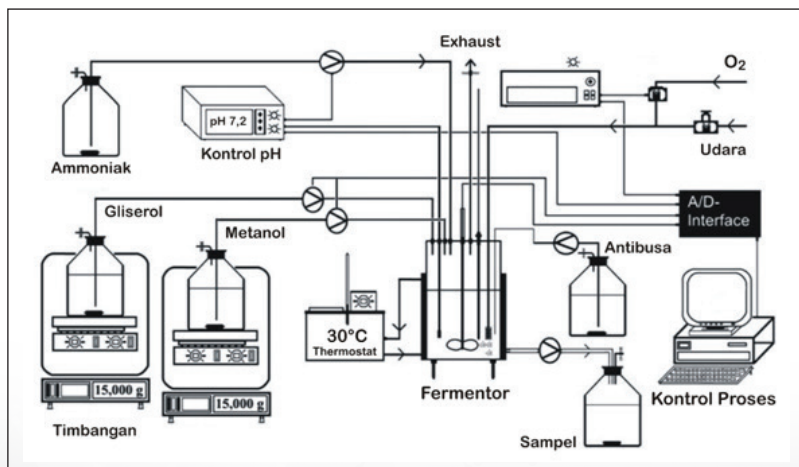 Exhaust
O2
pH 7,2
Ammoniak
Kontrol pH
Udara
Gliserol
Metanol
A/D-
Interface
Antibusa
30°C
Thermostat
15,000 g
15,000 g
Fermentor
Kontrol Proses
Timbangan
Sampel